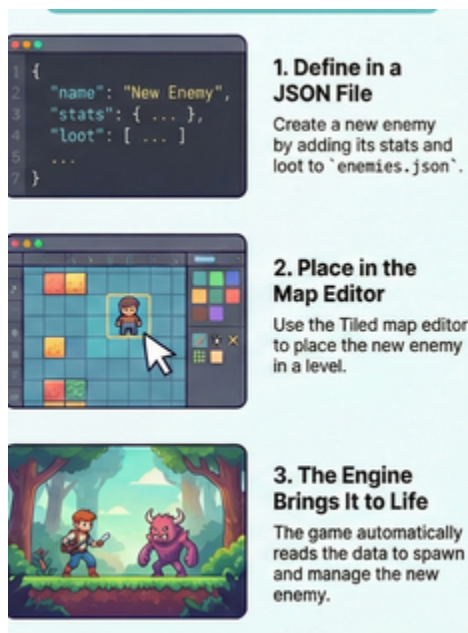 1 {
2 "name": "New Enemy",
3 "stats": { ... },
4 "loot": [ ... ]
5 ...
7 }
1. Define in a
JSON File
Create a new enemy
by adding its stats and
loot to `enemies.json`.
2. Place in the
Map Editor
Use the Tiled map editor
to place the new enemy
in a level.
3. The Engine
Brings It to Life
The game automatically
reads the data to spawn
and manage the new
enemy.